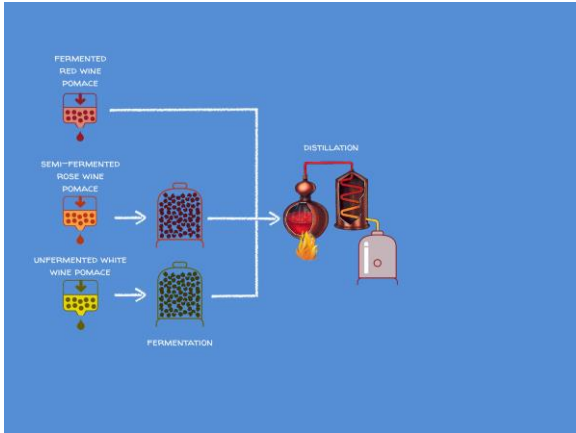 FERMENTED
RED WINE
POMACE
DISTILLATION
SEMI-FERMENTED
ROSE WINE
POMACE
UNFERMENTED WHITE
WINE POMACE
FERMENTATION